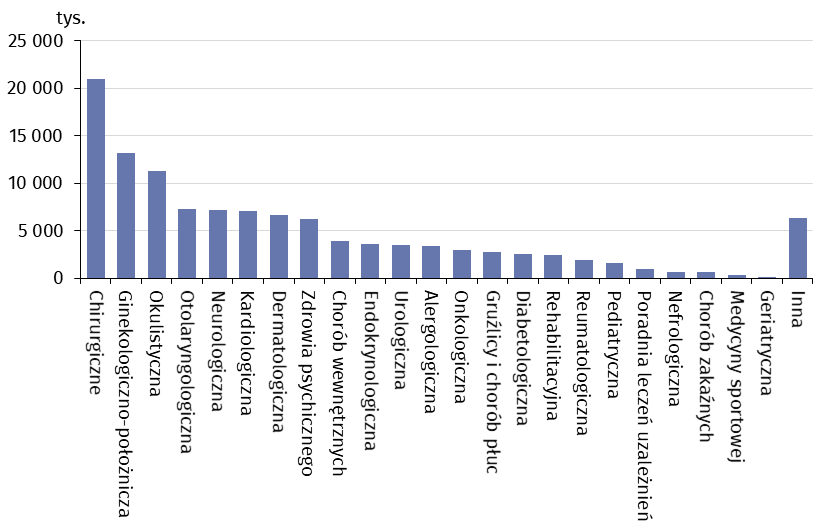 tys.
25 000
20 000
15 000
10 000
5 000
0
Chirurgiczne
Ginekologiczno-położnicza
Okulistyczna
Otolaryngologiczna
Neurologiczna
Kardiologiczna
Dermatologiczna
Zdrowia psychicznego
Chorób wewnętrznych
Endokrynologiczna
Urologiczna
Alergologiczna
Onkologiczna
Gruźlicy i chorób płuc
Diabetologiczna
Rehabilitacyjna
Reumatologiczna
Pediatryczna
Poradnia leczeń uzależnień
Nefrologiczna
Chorób zakaźnych
Medycyny sportowej
Geriatryczna
Inna